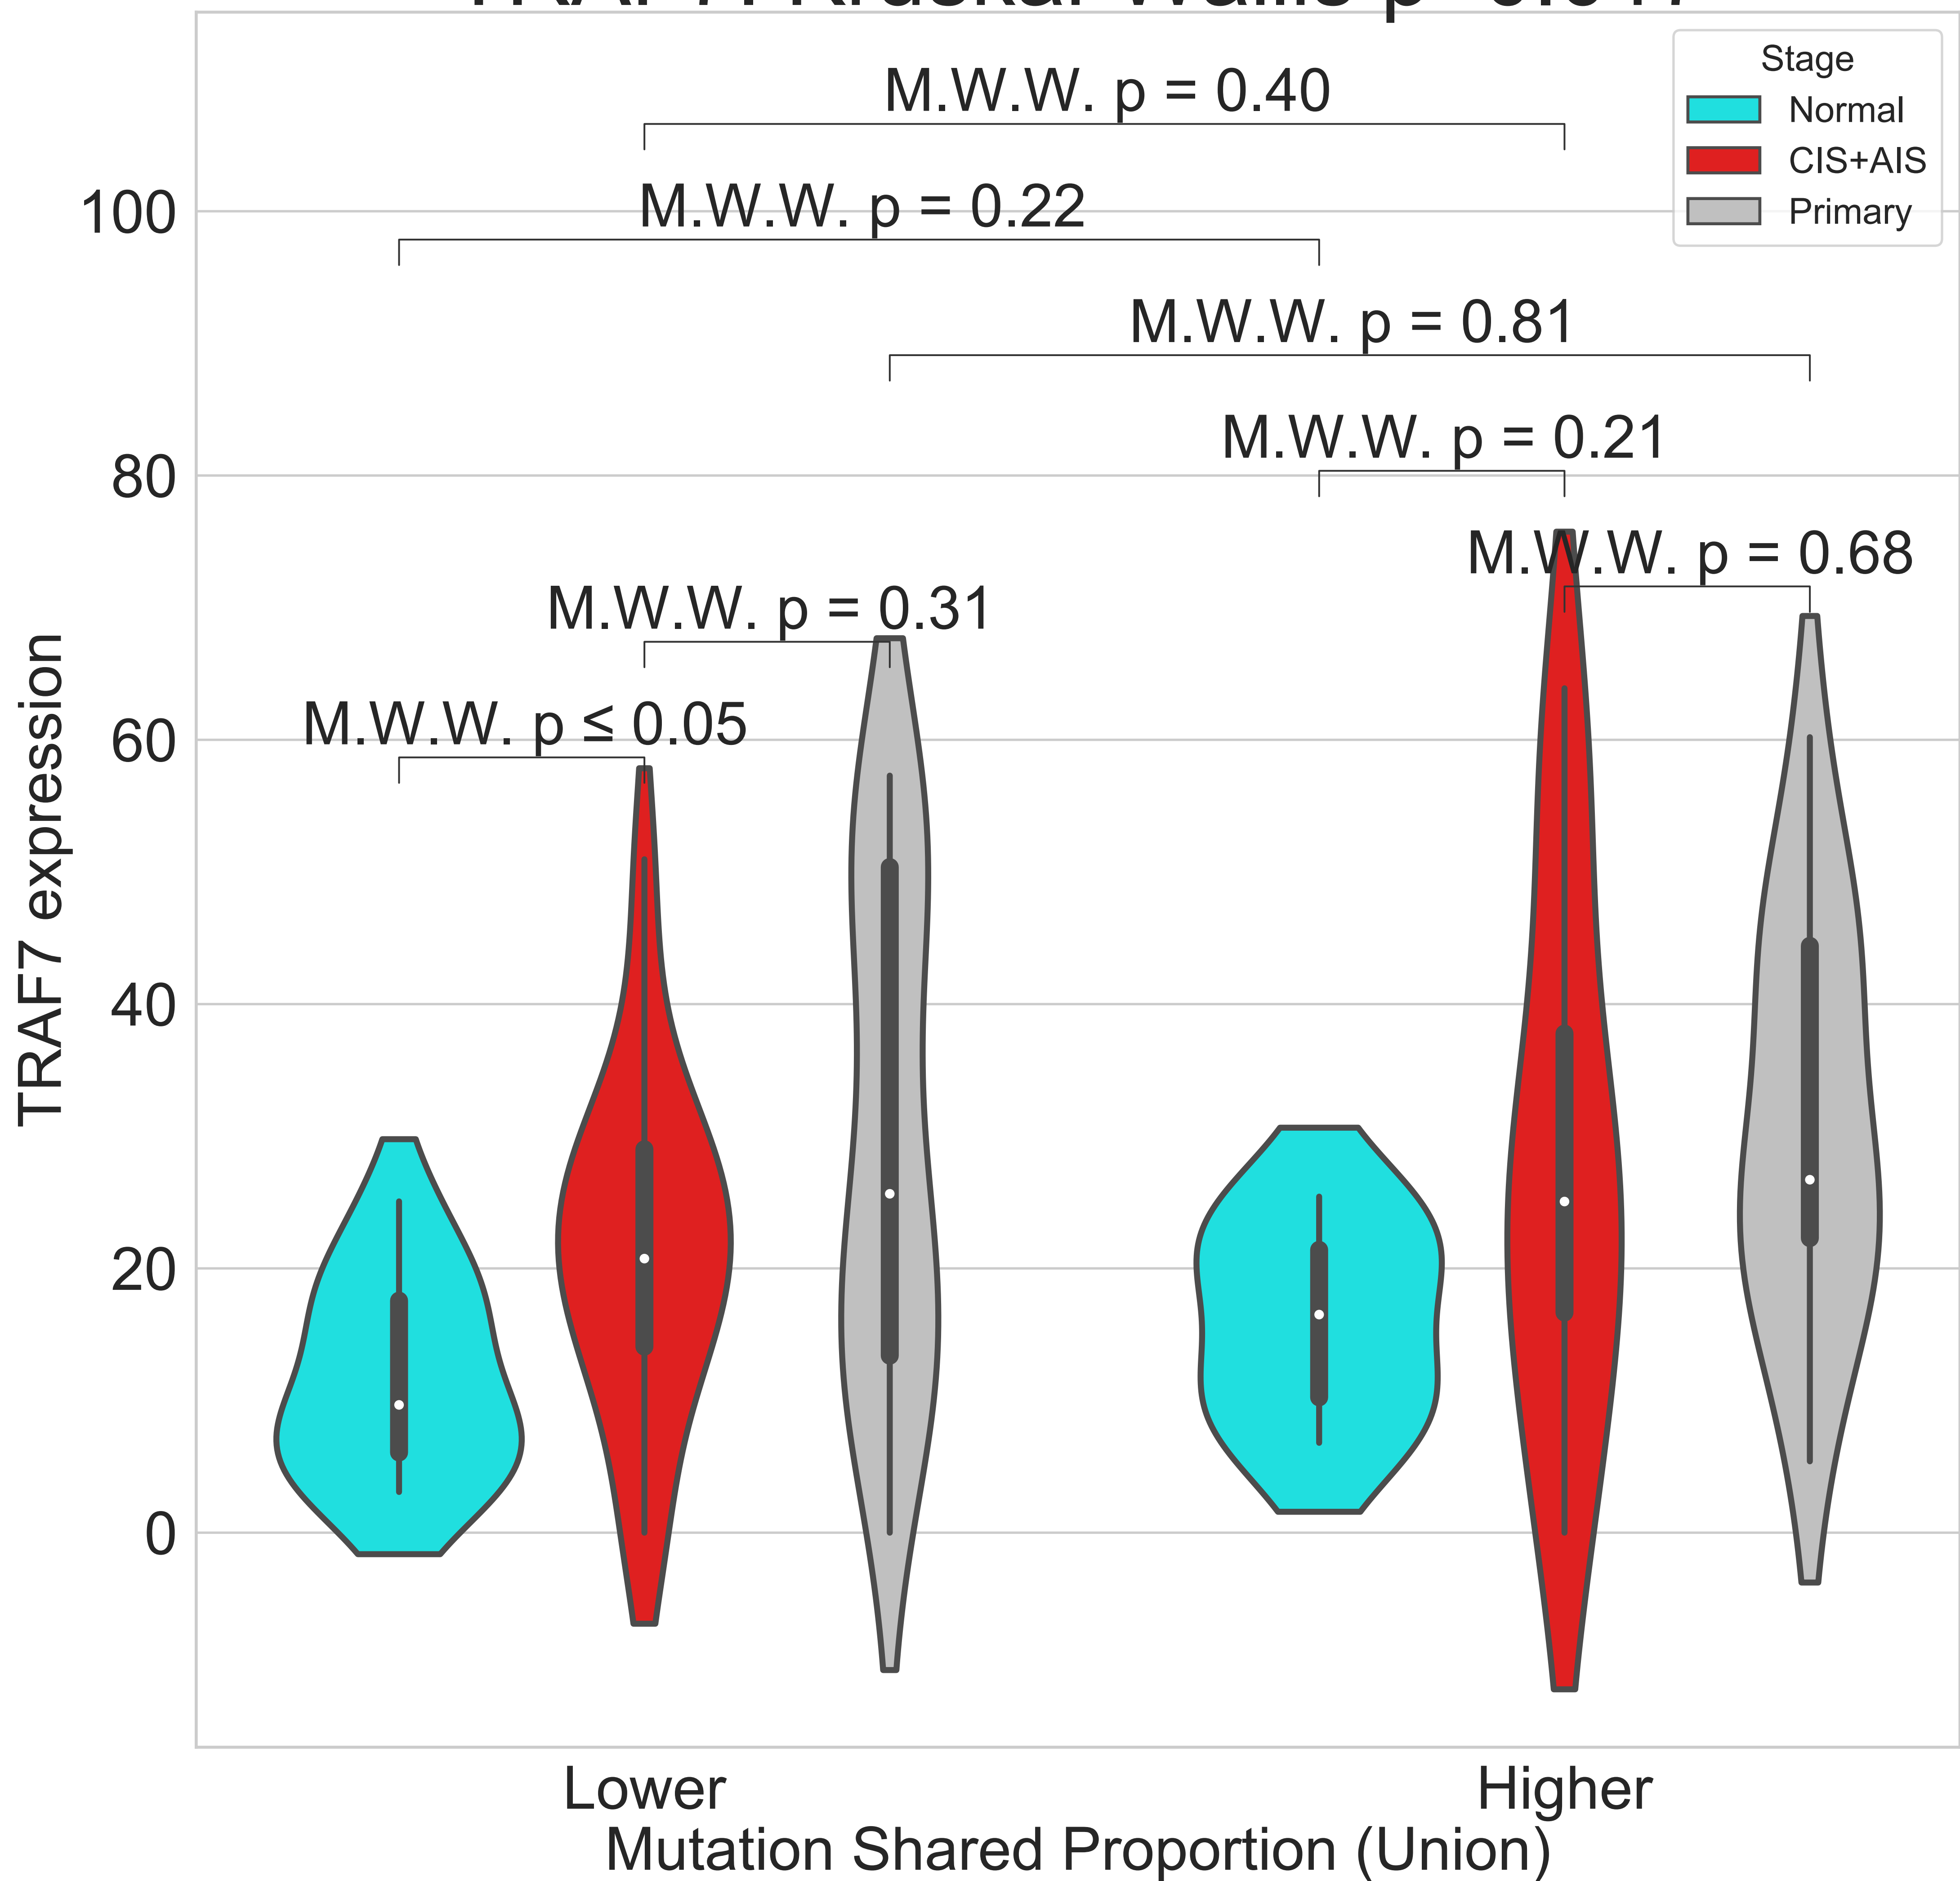 Stage
Normal
CIS+AIS
Primary
M.W.W. p = 0.40
M.W.W. p = 0.22
M.W.W. p = 0.81
M.W.W. p = 0.21
M.W.W. p = 0.68
M.W.W. p = 0.31
M.W.W. p ≤ 0.05
100
80
60
40
20
0
TRAF7 expression
Lower
Higher
Mutation Shared Proportion (Union)